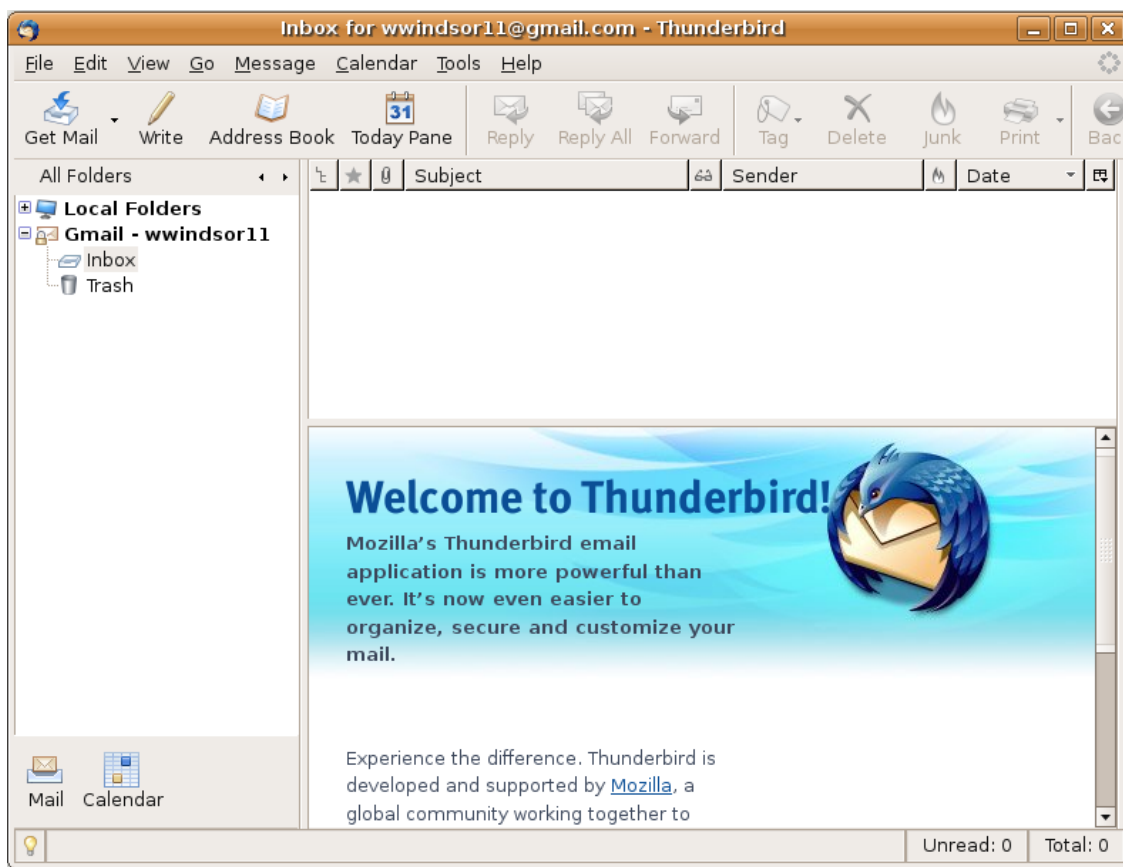 Inbox for wwindsor11@gmail.com - Thunderbird
File Edit View Go Message Calendar Tools Help
31
Get Mail Write Address Book Today Pane Reply Reply All Forward Tag Delete Junk Print Bac
All Folders Subject Sender Date
Local Folders
Gmail - wwindsor11
Inbox
Trash
Welcome to Thunderbird!
Mozilla's Thunderbird email
application is more powerful than
ever. It's now even easier to
organize, secure and customize your
mail.
Experience the difference. Thunderbird is
developed and supported by Mozilla, a
global community working together to
Mail Calendar
Unread: 0 Total: 0